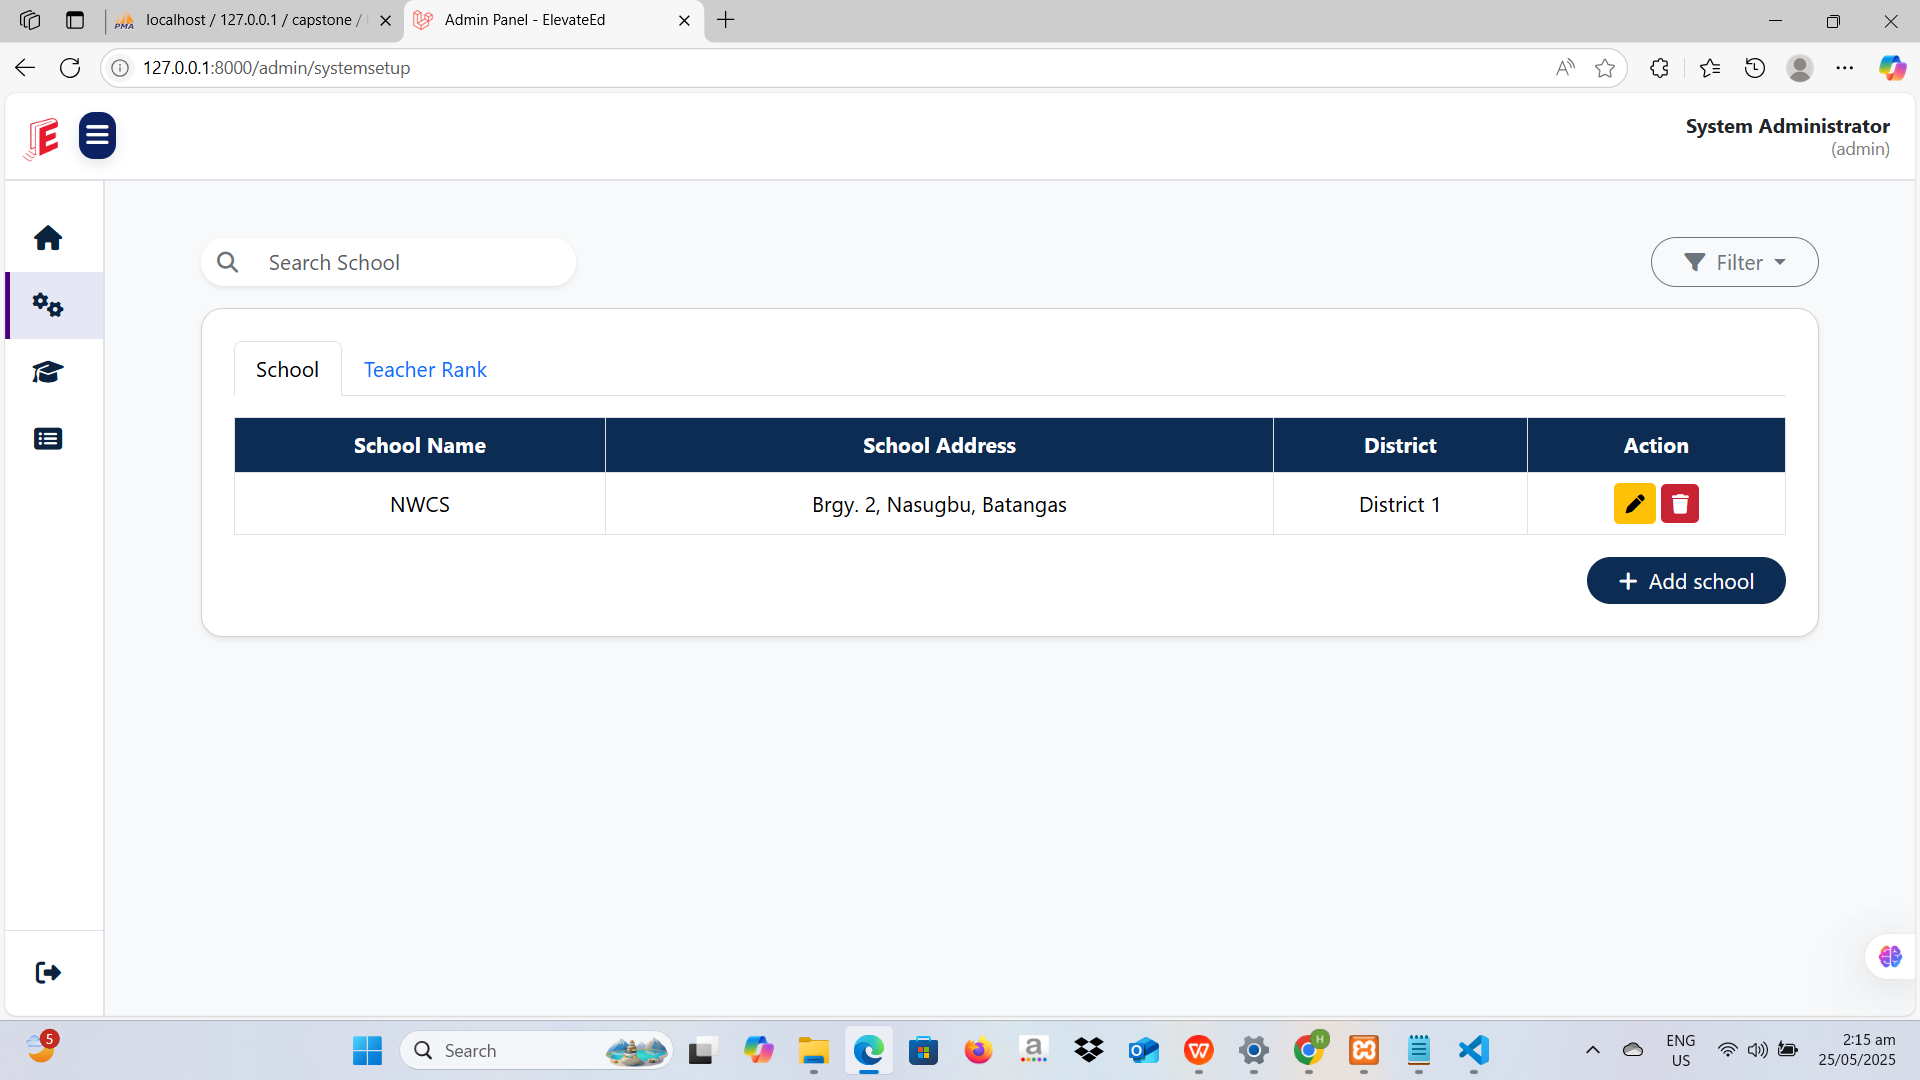 localhost / 127.0.0.1 / capstone /
Admin Panel - ElevateEd
127.0.0.1:8000/admin/systemsetup
E
System Administrator
(admin)
Search School
Filter
School
Teacher Rank
School Name
School Address
District
Action
NWCS
Brgy. 2, Nasugbu, Batangas
District 1
+ Add school
5
Search
H
ENG
US
2:15 am
25/05/2025